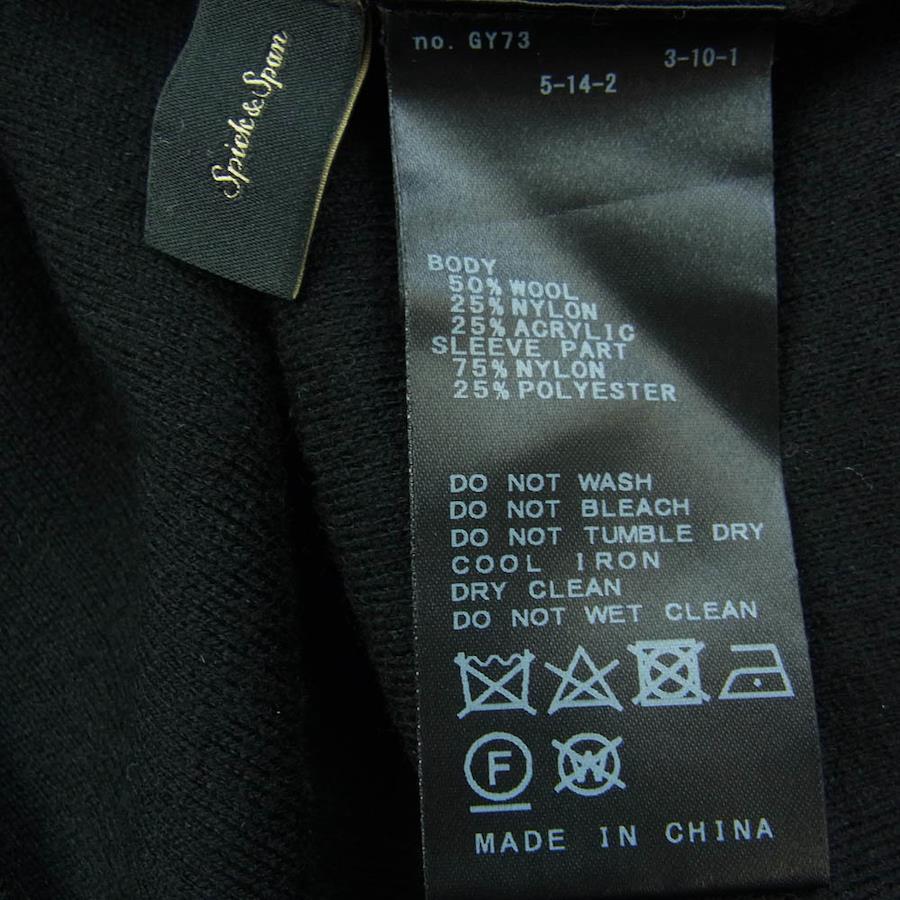 Spick & Span
no. GY73
3-10-1
5-14-2
BODY
50% WOOL
25% NYLON
25% ACRYLIC
SLEEVE PART
75% NYLON
25% POLYESTER
DO NOT WASH
DO NOT BLEACH
DO NOT TUMBLE DRY
COOL IRON
DRY CLEAN
DO NOT WET CLEAN
F W
MADE IN CHINA